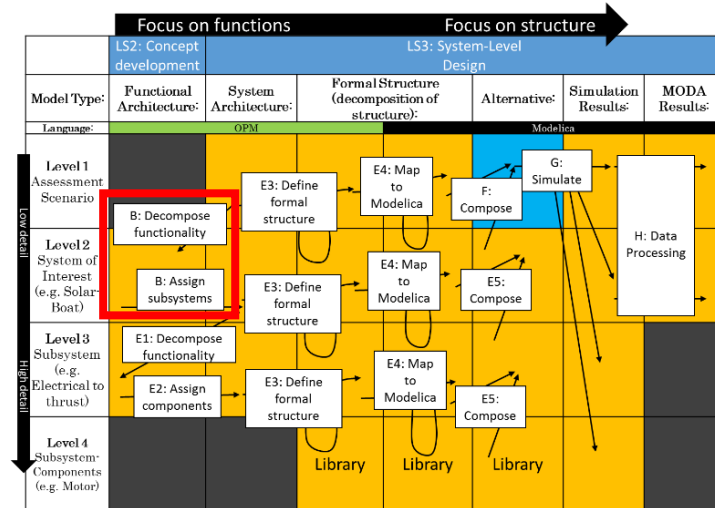 Focus on functions
Focus on structure
LS2: Concept
development
LS3: System-Level
Design
Model Type:
Functional
Architecture:
System
Architecture:
Formal Structure
(decomposition of
structure):
Alternative:
Simulation
Results:
MODA
Results:
Language:
OPM
Modelica
Low detail
High detail
Level 1
Assessment
Scenario
E3: Define
formal
structure
E4: Map
to
Modelica
F:
Compose
G:
Simulate
B: Decompose
functionality
H: Data
Processing
Level 2
System of
Interest
(e.g. Solar-
Boat)
B: Assign
subsystems
E3: Define
formal
structure
E4: Map
to
Modelica
E5:
Compose
Level 3
Subsystem
(e.g.
Electrical to
thrust)
E1: Decompose
functionality
E2: Assign
components
E3: Define
formal
structure
E4: Map
to
Modelica
E5:
Compose
Level 4
Subsystem-
Components
(e.g. Motor)
Library
Library
Library